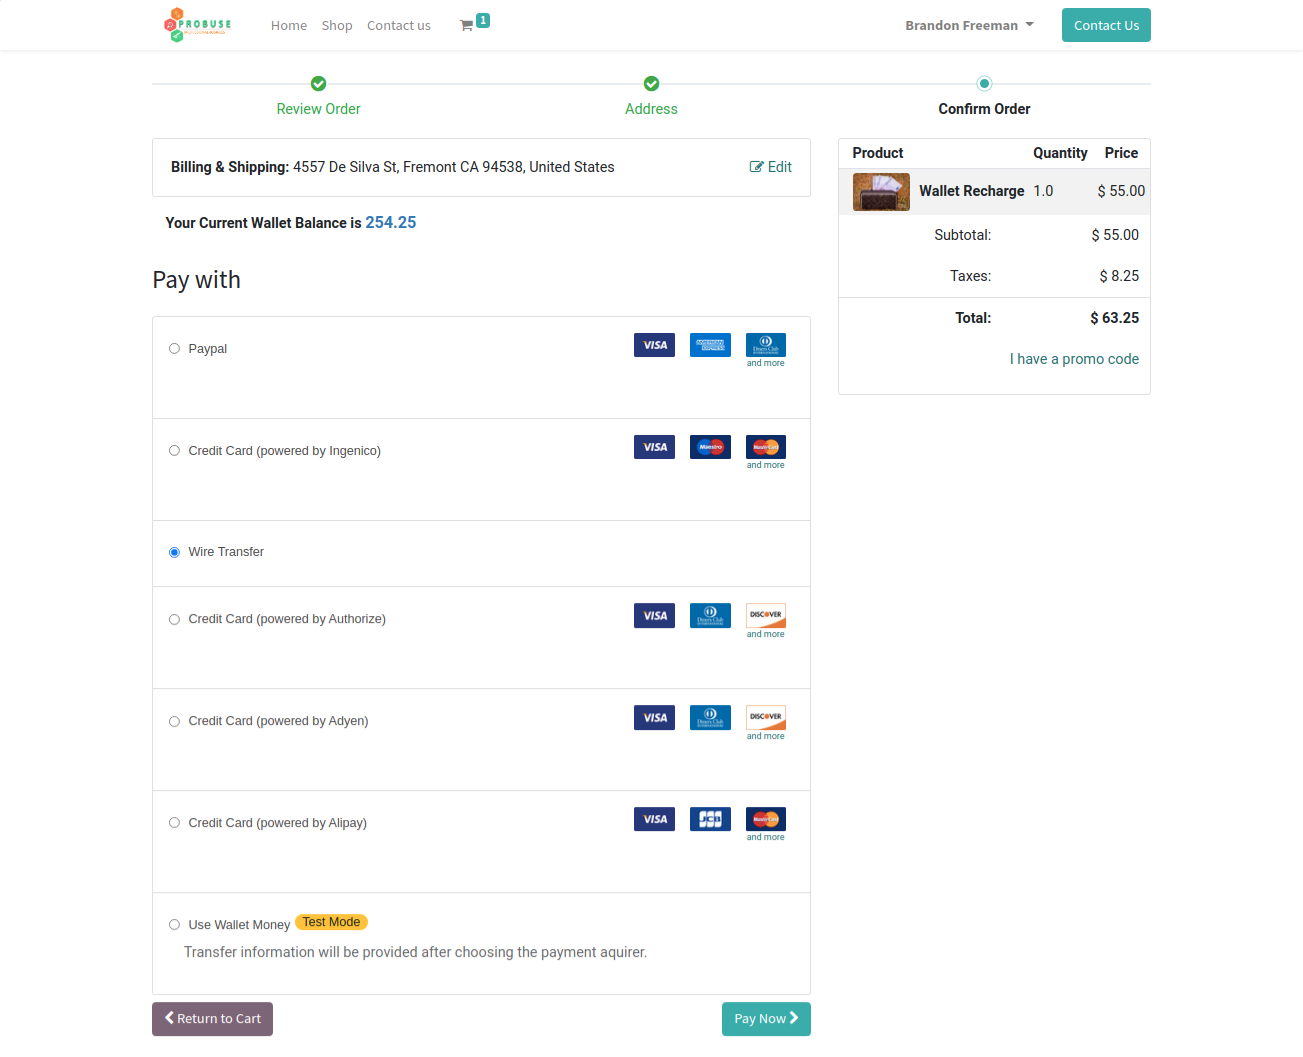 PROBUSE
Home Shop Contact us 1 Brandon Freeman Contact Us
Review Order Address Confirm Order
Billing & Shipping: 4557 De Silva St, Fremont CA 94538, United States Edit
Your Current Wallet Balance is 254.25
Pay with
Paypal VISA AMERICAN EXPRESS Diners Club INTERNATIONAL
and more
Credit Card (powered by Ingenico) VISA Maestro MasterCard
and more
Wire Transfer
Credit Card (powered by Authorize) VISA Diners Club INTERNATIONAL DISCOVER
and more
Credit Card (powered by Adyen) VISA Diners Club INTERNATIONAL DISCOVER
and more
Credit Card (powered by Alipay) VISA JCB MasterCard
and more
Use Wallet Money Test Mode
Transfer information will be provided after choosing the payment aquirer.
Return to Cart Pay Now
Product Quantity Price
Wallet Recharge 1.0 $ 55.00
Subtotal: $ 55.00
Taxes: $ 8.25
Total: $ 63.25
I have a promo code